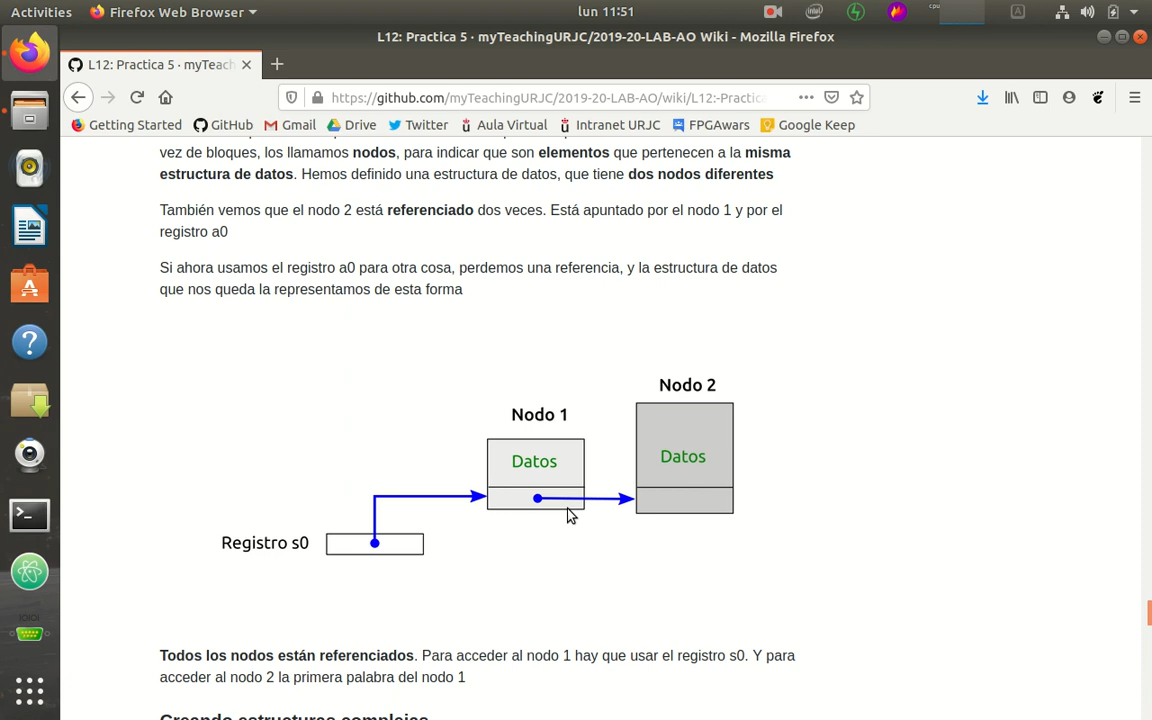 Activities Firefox Web Browser lun 11:51 cpu A
L12: Practica 5 · myTeachingURJC/2019-20-LAB-AO Wiki - Mozilla Firefox
L12: Practica 5 · myTeach
https://github.com/myTeachingURJC/2019-20-LAB-AO/wiki/L12:-Practica
Getting Started GitHub Gmail Drive Twitter Aula Virtual Intranet URJC FPGAwars Google Keep
vez de bloques, los llamamos nodos, para indicar que son elementos que pertenecen a la misma
estructura de datos. Hemos definido una estructura de datos, que tiene dos nodos diferentes
También vemos que el nodo 2 está referenciado dos veces. Está apuntado por el nodo 1 y por el
registro a0
Si ahora usamos el registro a0 para otra cosa, perdemos una referencia, y la estructura de datos
que nos queda la representamos de esta forma
Nodo 2
Nodo 1
Datos
Datos
Registro s0
Todos los nodos están referenciados. Para acceder al nodo 1 hay que usar el registro s0. Y para
acceder al nodo 2 la primera palabra del nodo 1
Creando estructuras complejas